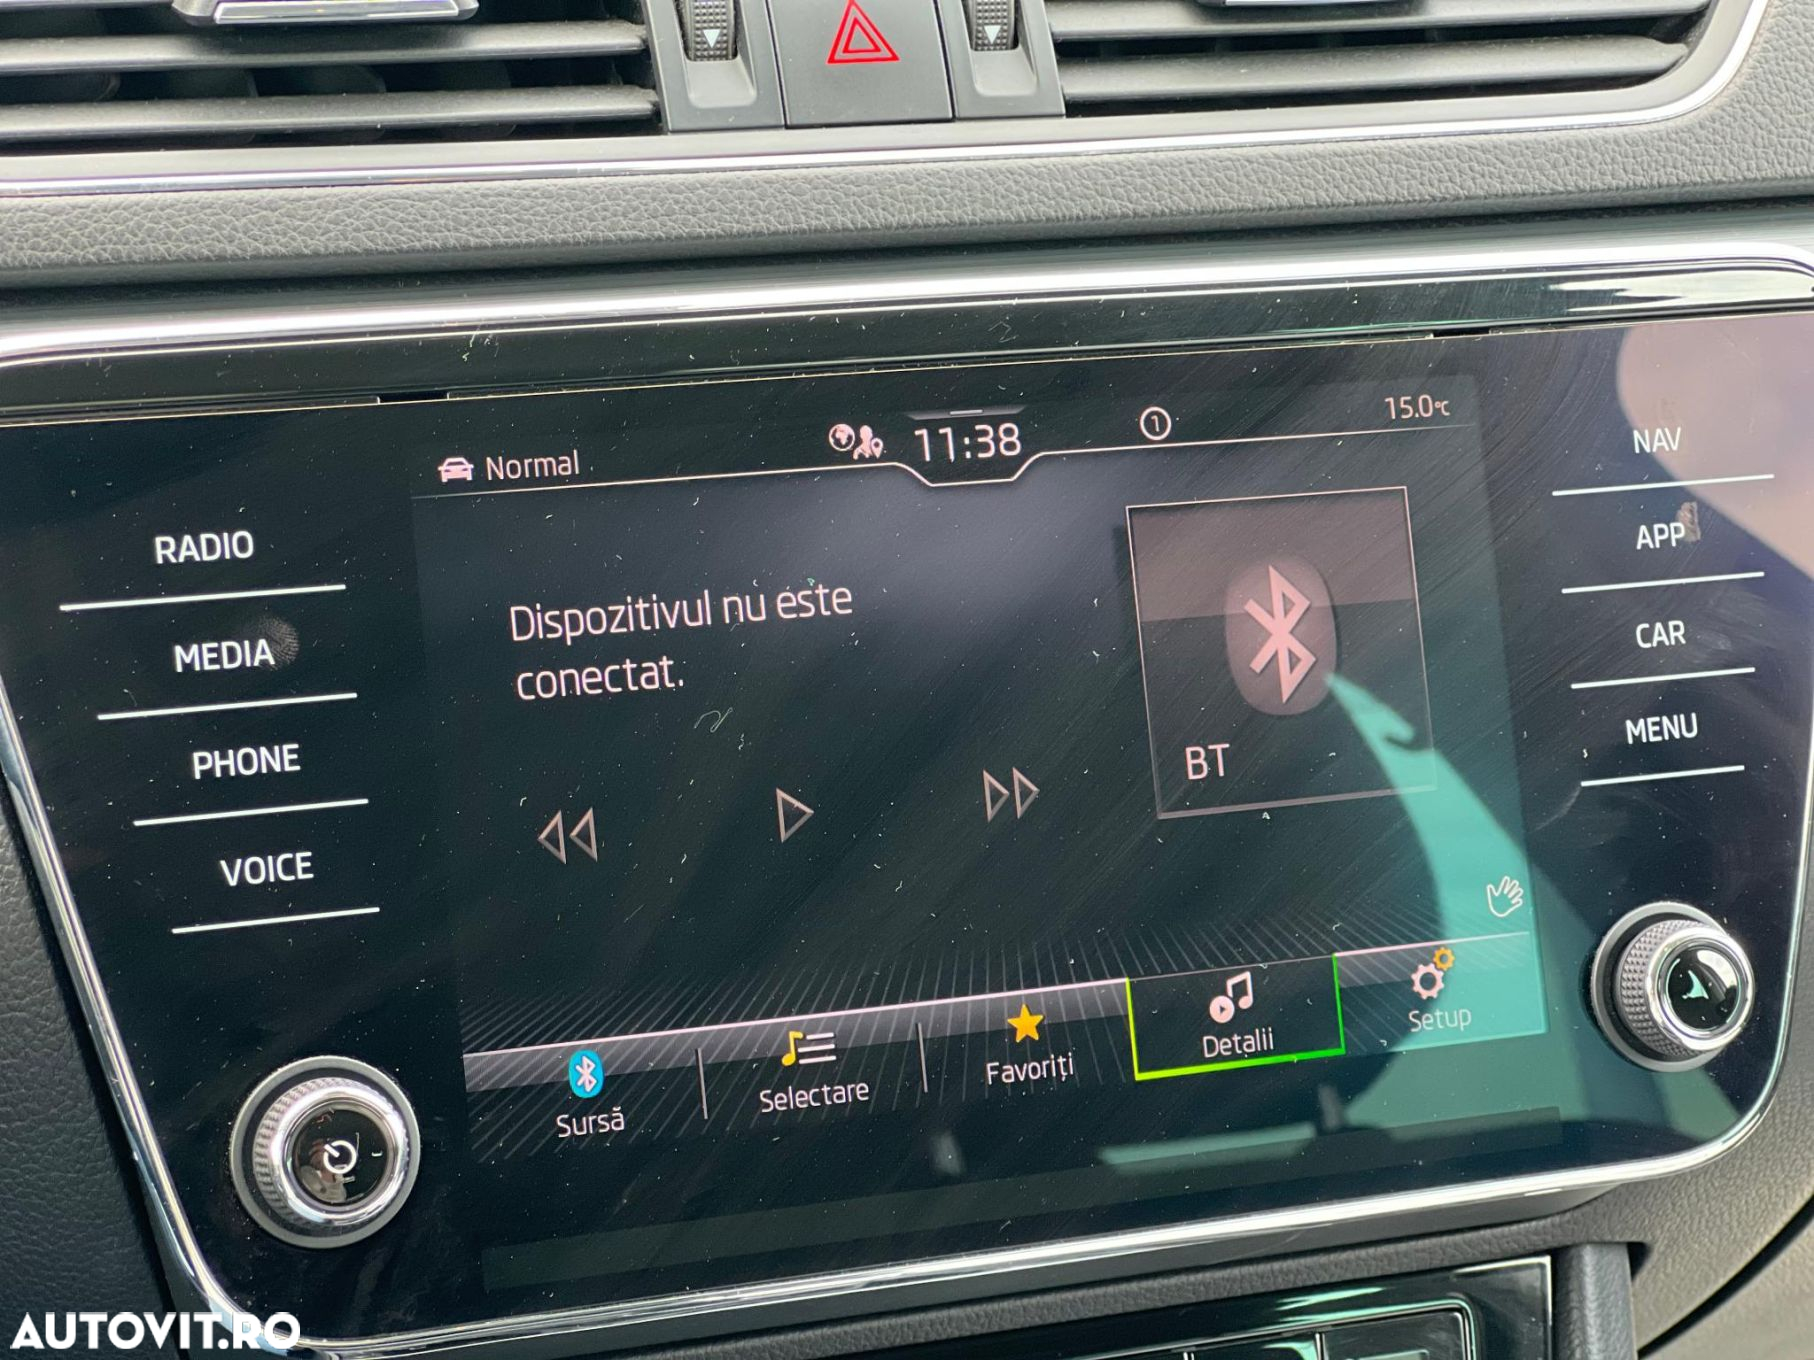 Normal
11:38
1
15.0°C
RADIO
MEDIA
PHONE
VOICE
Dispozitivul nu este
conectat.
BT
NAV
APP
CAR
MENU
Sursă
Selectare
Favoriți
Detalii
Setup
AUTOVIT.RO